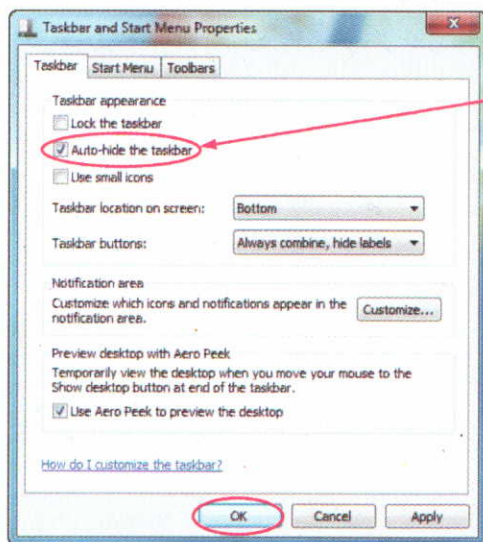 Taskbar and Start Menu Properties
Taskbar Start Menu Toolbars
Taskbar appearance
Lock the taskbar
Auto-hide the taskbar
Use small icons
Taskbar location on screen: Bottom
Taskbar buttons: Always combine, hide labels
Notification area
Customize which icons and notifications appear in the
notification area.
Customize...
Preview desktop with Aero Peek
Temporarily view the desktop when you move your mouse to the
Show desktop button at end of the taskbar.
Use Aero Peek to preview the desktop
How do I customize the taskbar?
OK Cancel Apply